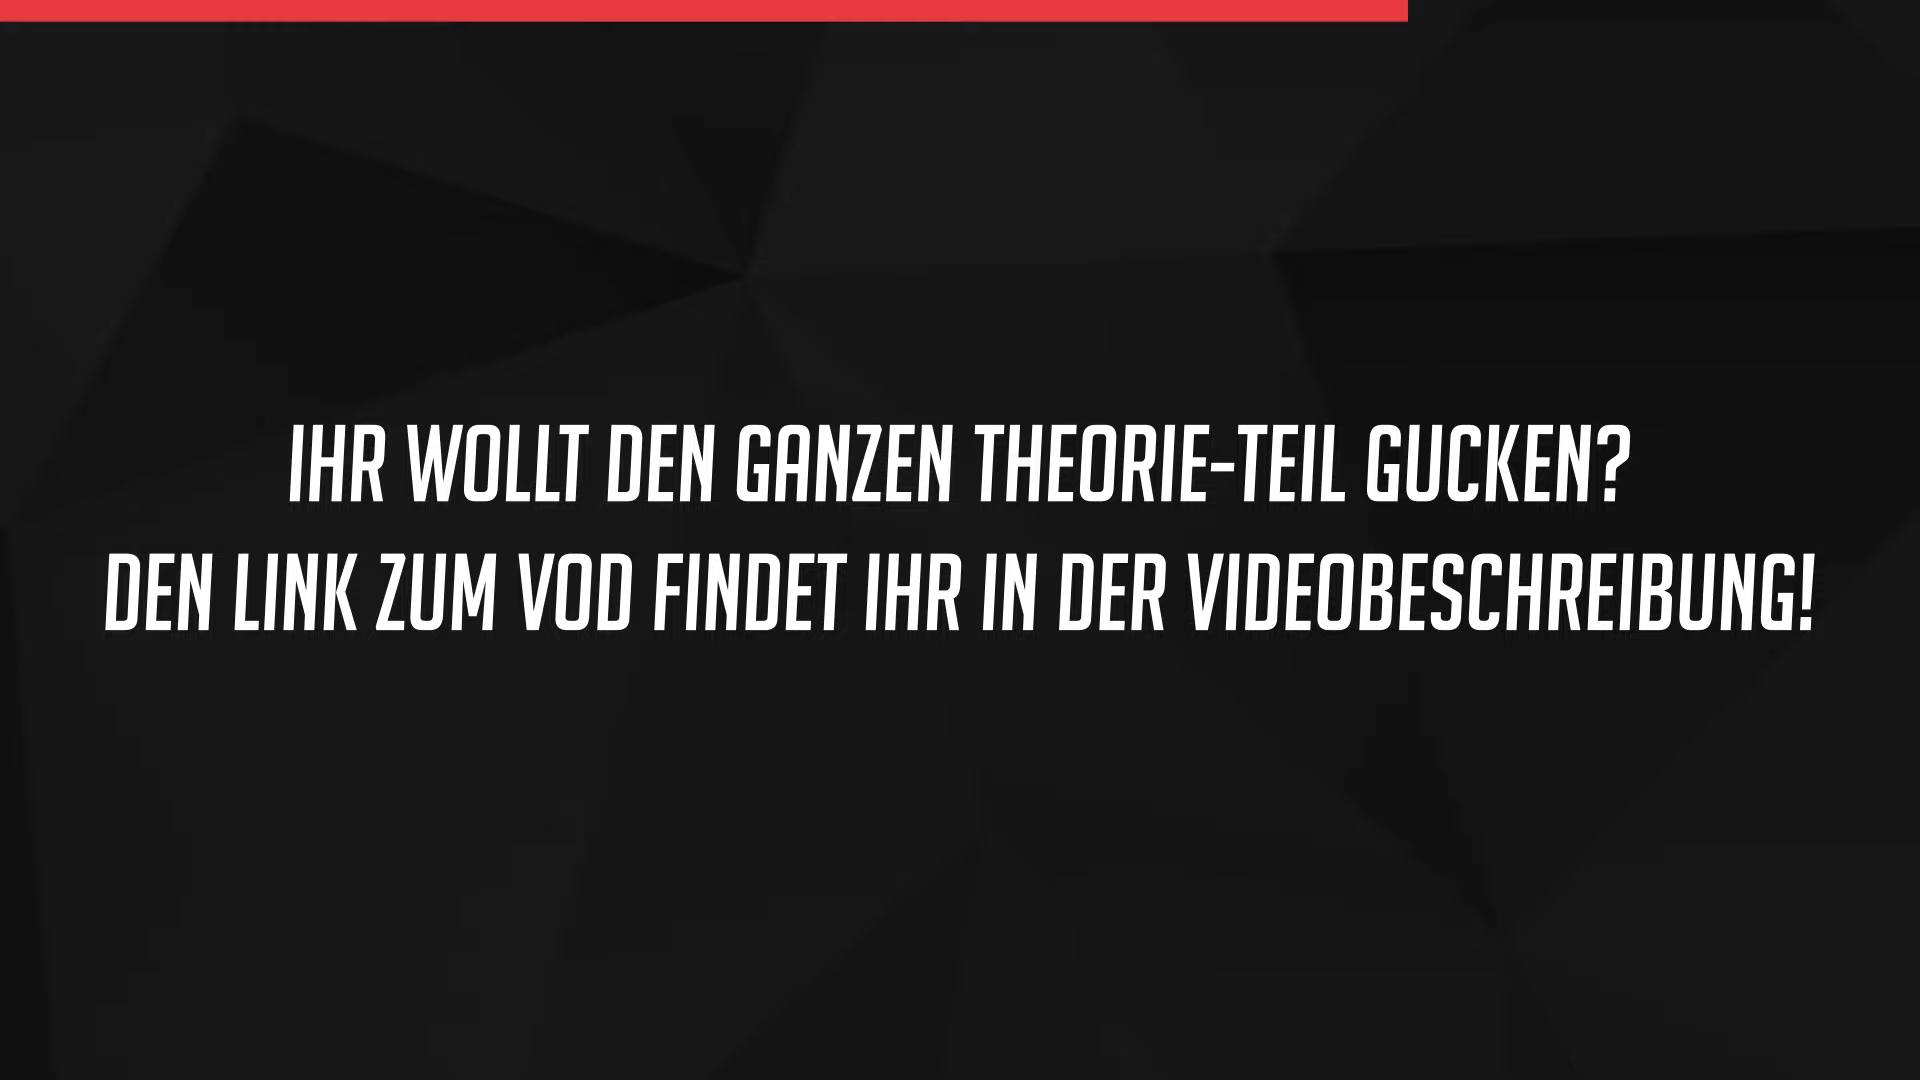 IHR WOLLT DEN GANZEN THEORIE-TEIL GUCKEN?
DEN LINK ZUM VOD FINDET IHR IN DER VIDEOBESCHREIBUNG!